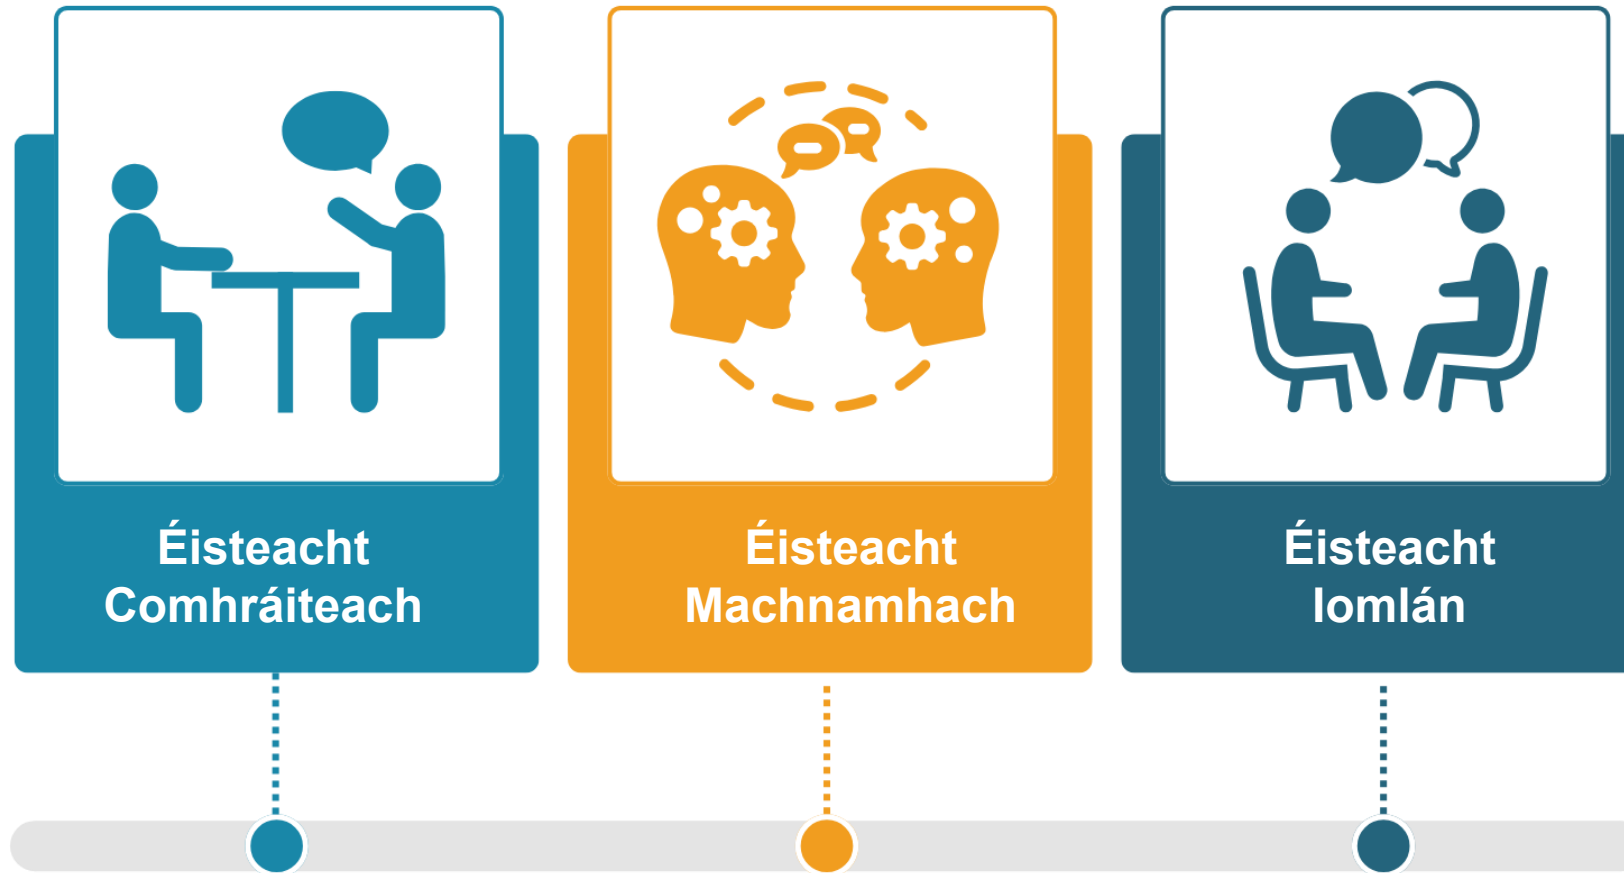 Éisteacht
Comhráiteach
Éisteacht
Machnamhach
Éisteacht
Iomlán